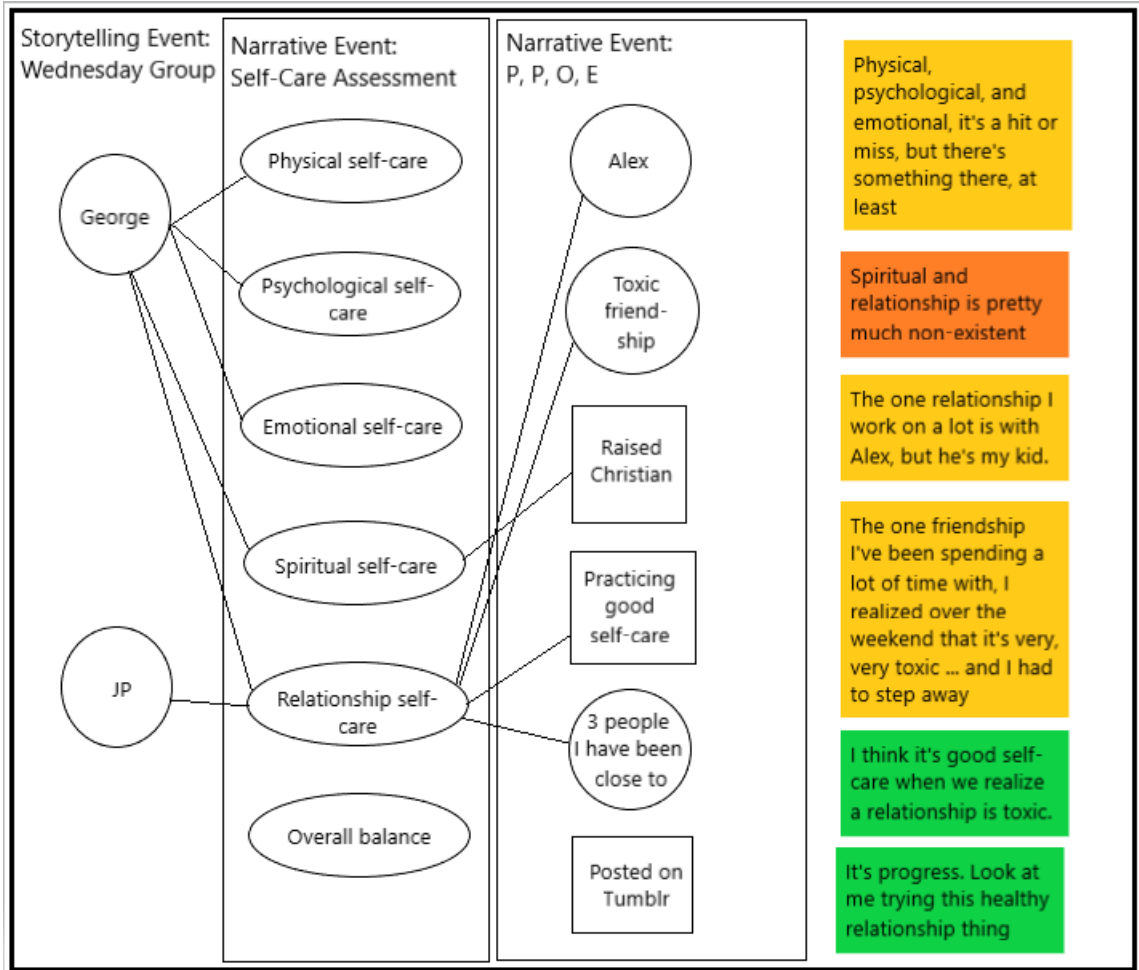 Storytelling Event:
Wednesday Group
George
JP
Narrative Event:
Self-Care Assessment
Physical self-care
Psychological self-
care
Emotional self-care
Spiritual self-care
Relationship self-
care
Overall balance
Narrative Event:
P, P, O, E
Alex
Toxic
friend-
ship
Raised
Christian
Practicing
good
self-care
3 people
I have been
close to
Posted on
Tumblr
Physical,
psychological, and
emotional, it's a hit or
miss, but there's
something there, at
least
Spiritual and
relationship is pretty
much non-existent
The one relationship I
work on a lot is with
Alex, but he's my kid.
The one friendship
I've been spending a
lot of time with, I
realized over the
weekend that it's very,
very toxic ... and I had
to step away
I think it's good self-
care when we realize
a relationship is toxic.
It's progress. Look at
me trying this healthy
relationship thing